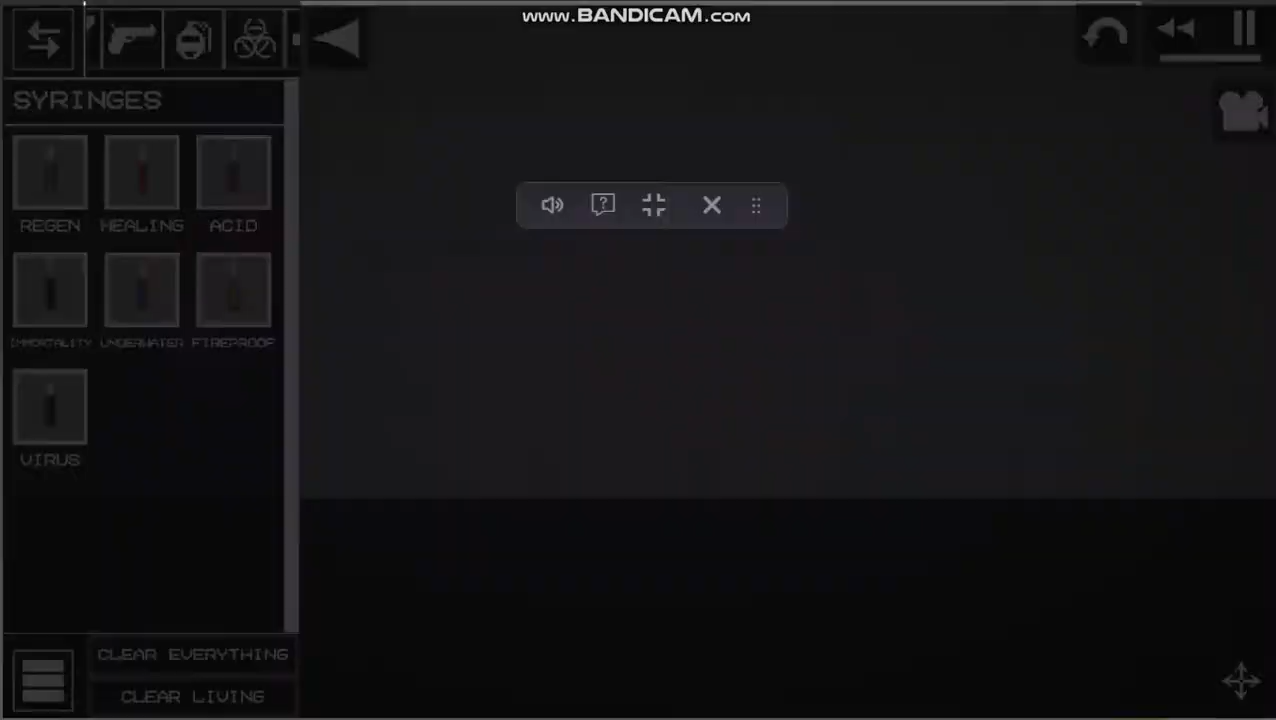 www.BANDICAM.com
SYRINGES
REGEN HEALING ACID
IMMORTALITY UNDERWATER FIREPROOF
VIRUS
CLEAR EVERYTHING
CLEAR LIVING